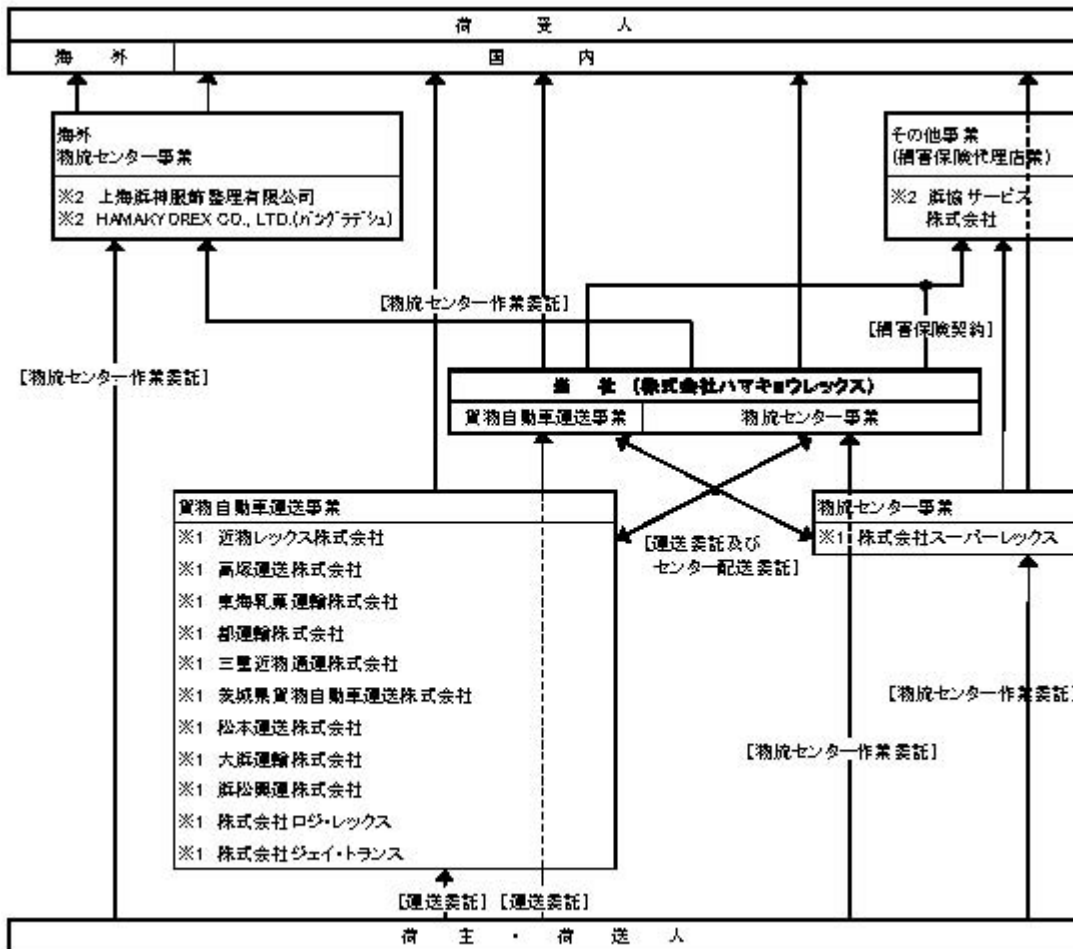 荷 受 人
海 外
国 内
海外
物流センター事業
※2 上海浜神服飾整理有限公司
※2 HAMAKYOREX CO., LTD.(バングラデシュ)
その他事業
(損害保険代理店業)
※2 浜協サービス
株式会社
[物流センター作業委託]
[損害保険契約]
[物流センター作業委託]
当 社 (株式会社ハマキョウレックス)
貨物自動車運送事業
物流センター事業
貨物自動車運送事業
※1 近物レックス株式会社
※1 高塚運送株式会社
※1 東海乳菓運輸株式会社
※1 都運輸株式会社
※1 三重近物通運株式会社
※1 茨城県貨物自動車運送株式会社
※1 松本運送株式会社
※1 大浜運輸株式会社
※1 浜松興運株式会社
※1 株式会社ロジ・レックス
※1 株式会社ジェイ・トランス
[運送委託及び
センター配送委託]
物流センター事業
※1 株式会社スーパーレックス
[物流センター作業委託]
[物流センター作業委託]
[運送委託] [運送委託]
荷 主 ・ 荷 送 人